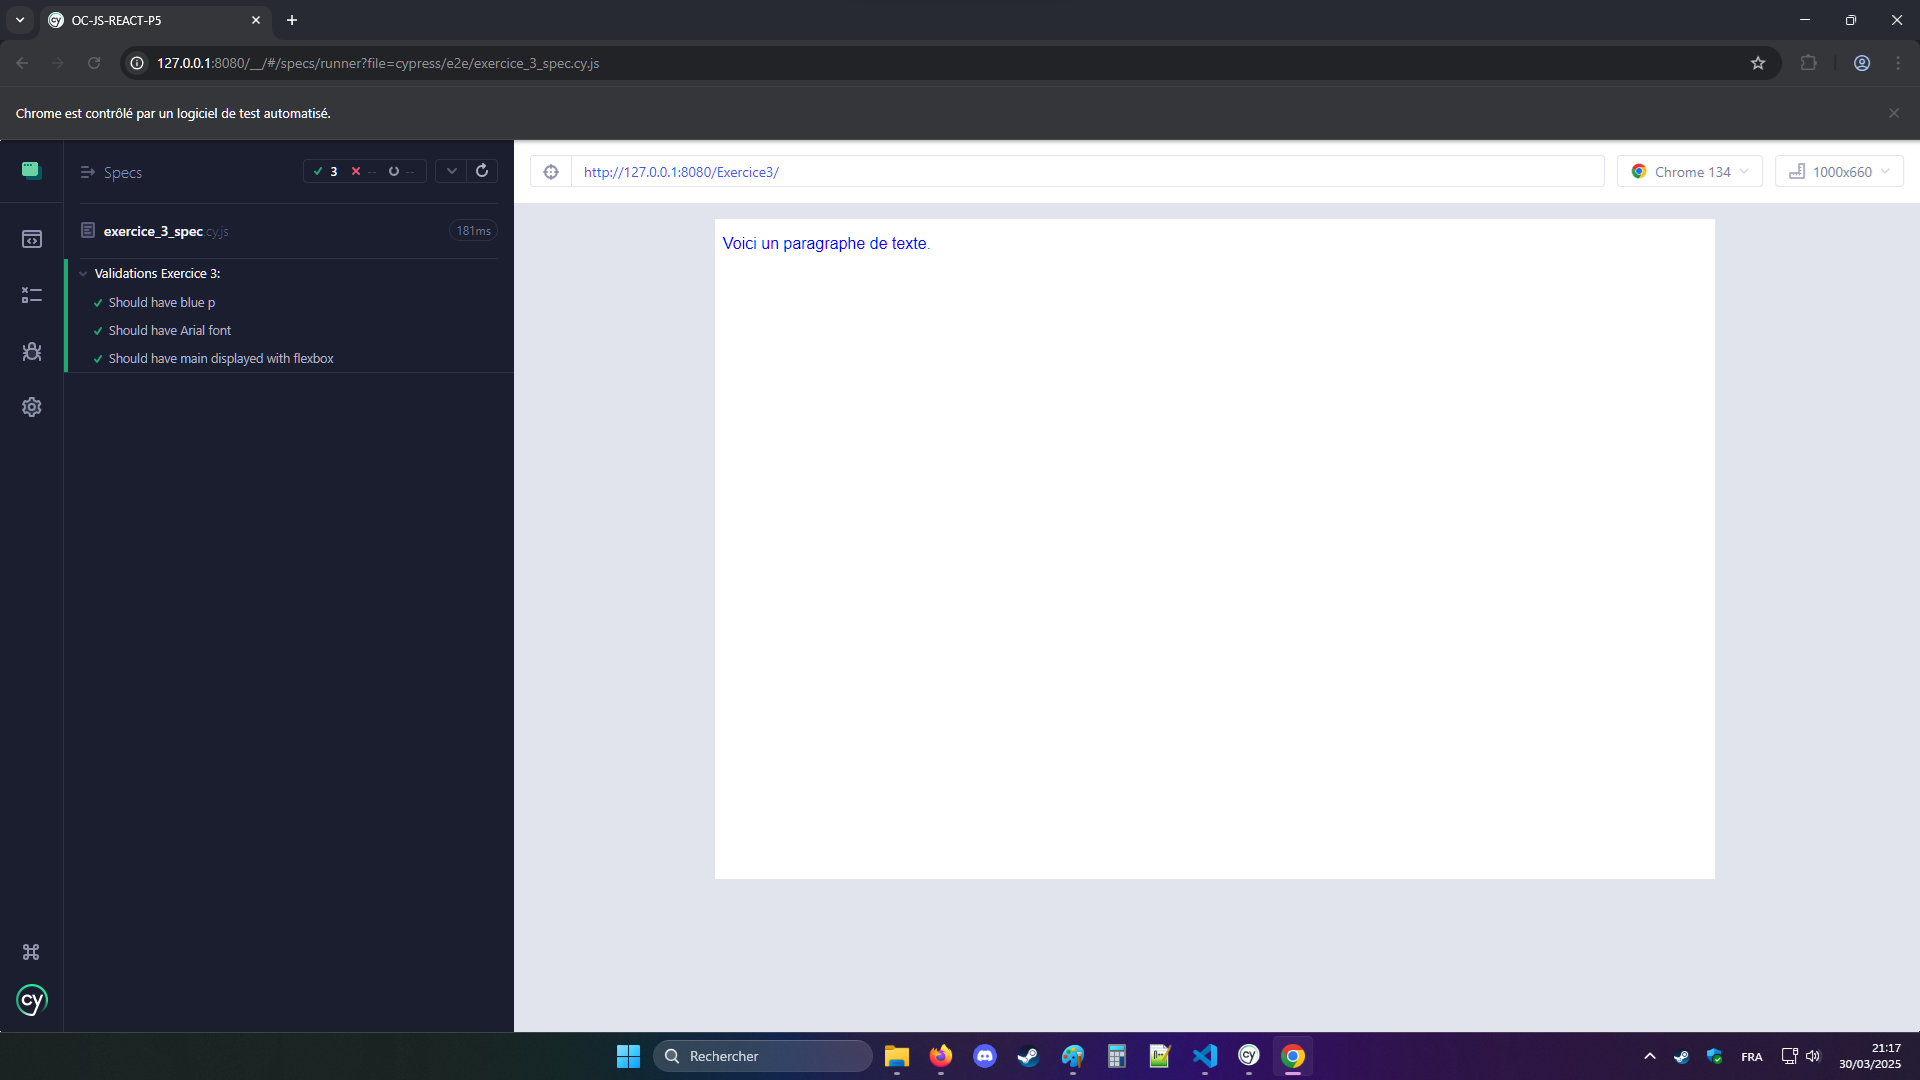 OC-JS-REACT-P5
127.0.0.1:8080/__/#/specs/runner?file=cypress/e2e/exercice_3_spec.cy.js
Chrome est contrôlé par un logiciel de test automatisé.
Specs
3 -- --
http://127.0.0.1:8080/Exercice3/
Chrome 134
1000x660
exercice_3_spec.cy.js
181ms
Validations Exercice 3:
Should have blue p
Should have Arial font
Should have main displayed with flexbox
Voici un paragraphe de texte.
cy
Rechercher
cy
FRA
21:17
30/03/2025